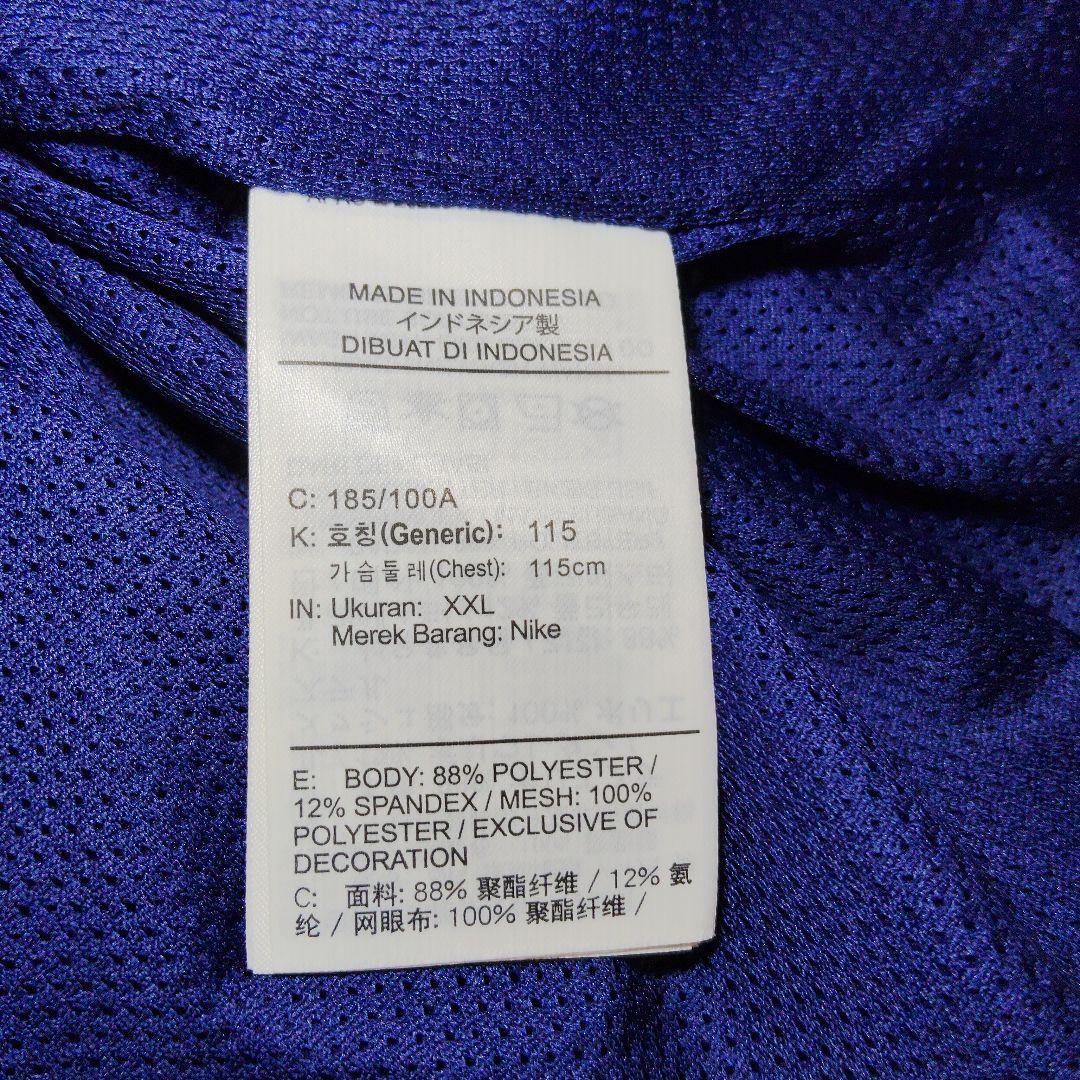 MADE IN INDONESIA
インドネシア製
DIBUAT DI INDONESIA
C: 185/100A
K: 호칭(Generic): 115
가슴둘레(Chest): 115cm
IN: Ukuran: XXL
Merek Barang: Nike
E: BODY: 88% POLYESTER /
12% SPANDEX / MESH: 100%
POLYESTER / EXCLUSIVE OF
DECORATION
C: 面料: 88% 聚酯纤维 / 12% 氨
纶 / 网眼布: 100% 聚酯纤维 /